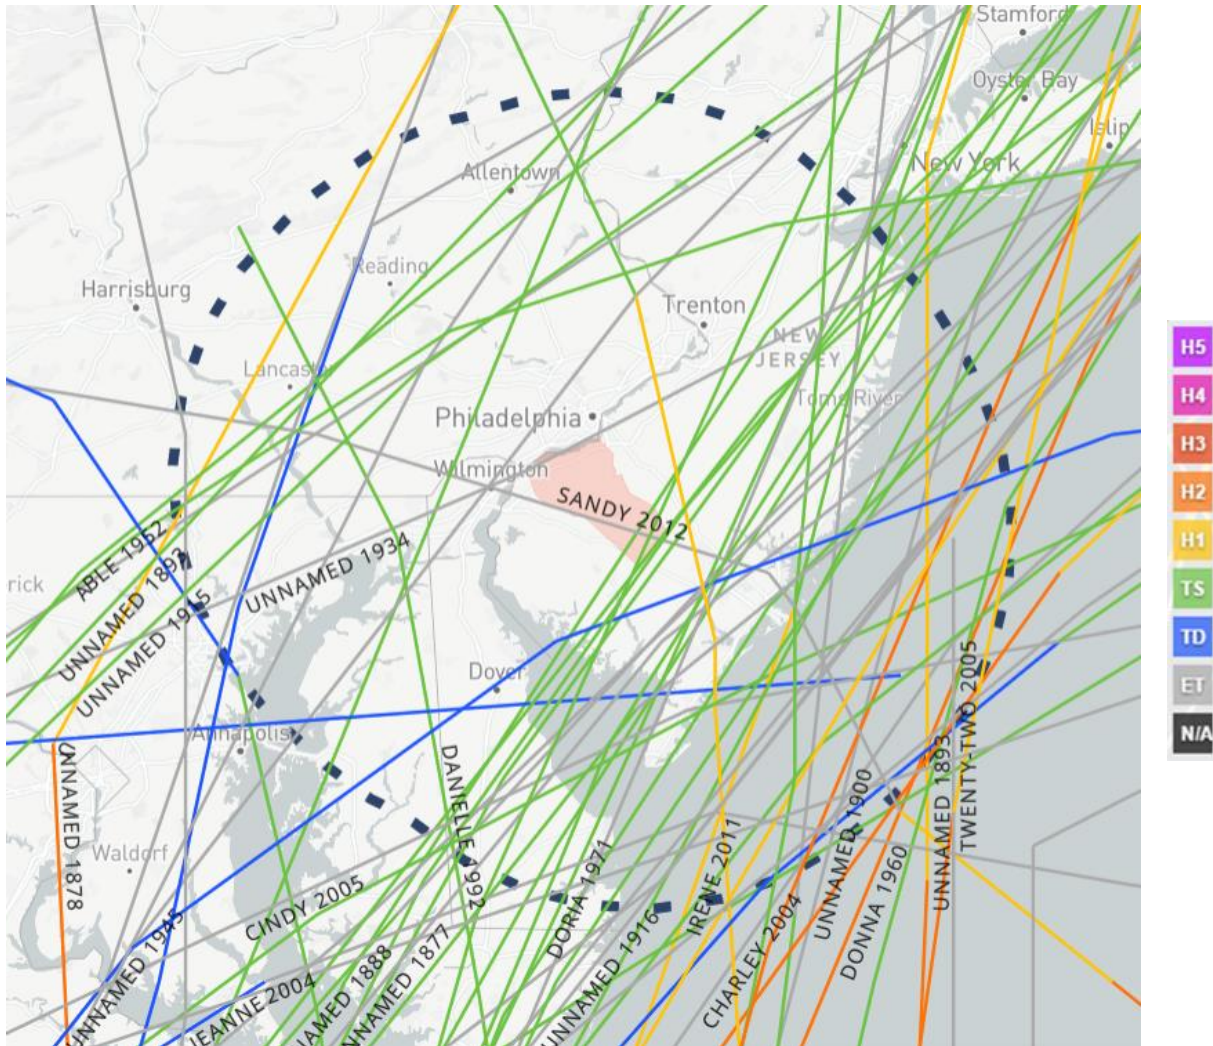 Stamford
Oyster Bay
Islip
New York
Allentown
Reading
Harrisburg
Trenton
NEW
JERSEY
Lancast
Toms River
Philadelphia
Wilmington
SANDY 2012
H5
H4
H3
H2
H1
TS
TD
ET
N/A
ABLE 1952
UNNAMED 1893
UNNAMED 1915
UNNAMED 1934
rick
Dover
Annapolis
UNNAMED 1878
Waldorf
DANIELLE 1992
CINDY 2005
UNNAMED 1945
JEANNE 2004
NAMED 1888
NNAMED 1877
DORIA 1971
UNNAMED 1916
IRENE 2011
CHARLEY 2004
UNNAMED 1900
DONNA 1960
UNNAMED 1893
TWENTY-TWO 2005